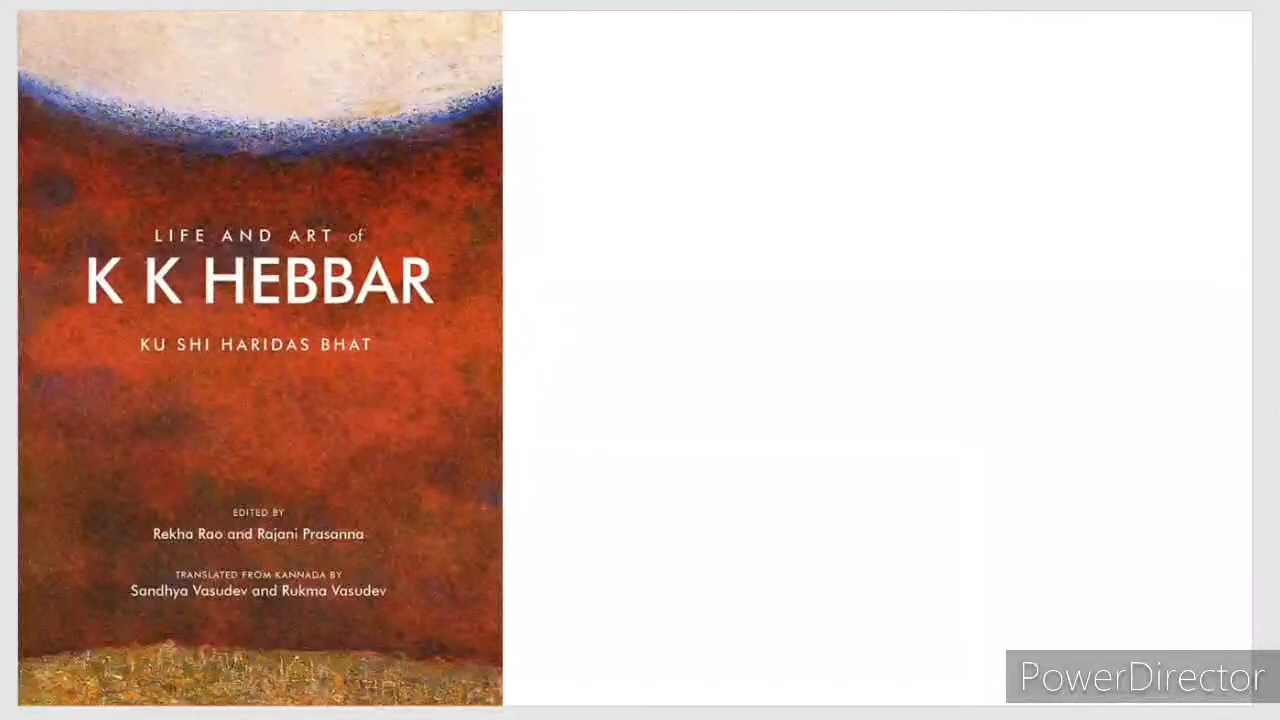 LIFE AND ART of
K K HEBBAR
KU SHI HARIDAS BHAT
EDITED BY
Rekha Rao and Rajani Prasanna
TRANSLATED FROM KANNADA BY
Sandhya Vasudev and Rukma Vasudev
PowerDirector